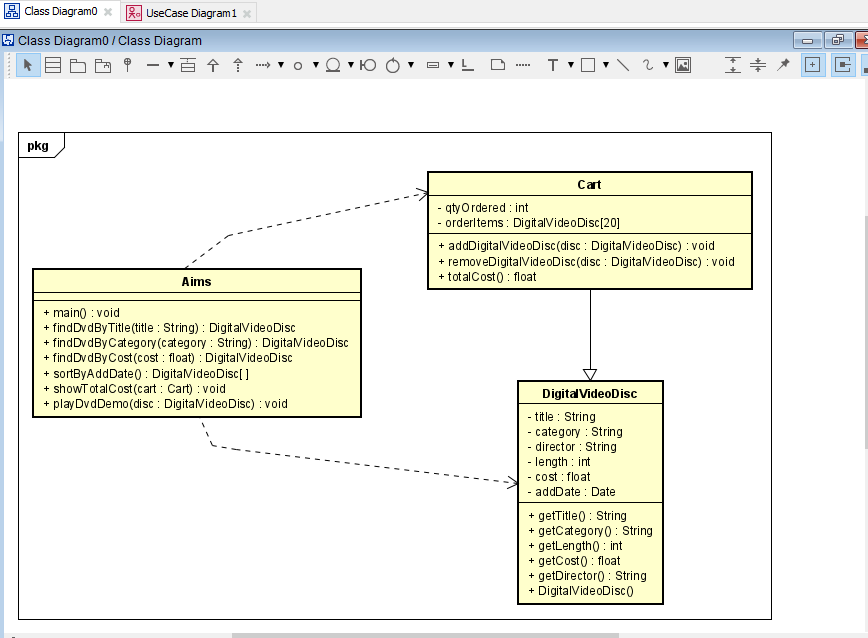 Class Diagram0
UseCase Diagram1
Class Diagram0 / Class Diagram
T
pkg
Cart
- qtyOrdered : int
- orderItems : DigitalVideoDisc[20]
+ addDigitalVideoDisc(disc : DigitalVideoDisc) : void
+ removeDigitalVideoDisc(disc : DigitalVideoDisc) : void
+ totalCost() : float
Aims
+ main() : void
+ findDvdByTitle(title : String) : DigitalVideoDisc
+ findDvdByCategory(category : String) : DigitalVideoDisc
+ findDvdByCost(cost : float) : DigitalVideoDisc
+ sortByAddDate() : DigitalVideoDisc[ ]
+ showTotalCost(cart : Cart) : void
+ playDvdDemo(disc : DigitalVideoDisc) : void
DigitalVideoDisc
- title : String
- category : String
- director : String
- length : int
- cost : float
- addDate : Date
+ getTitle() : String
+ getCategory() : String
+ getLength() : int
+ getCost() : float
+ getDirector() : String
+ DigitalVideoDisc()